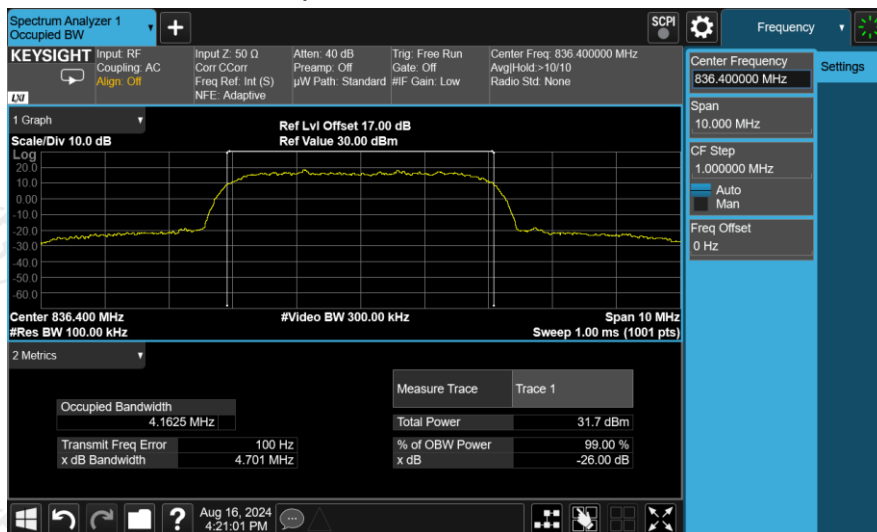 Spectrum Analyzer 1
Occupied BW
+
SCPI
Frequency
KEYSIGHT
LXI
Input: RF
Coupling: AC
Align: Off
Input Z: 50 Ω
Corr CCorr
Freq Ref: Int (S)
NFE: Adaptive
Atten: 40 dB
Preamp: Off
µW Path: Standard
Trig: Free Run
Gate: Off
#IF Gain: Low
Center Freq: 836.400000 MHz
Avg|Hold:>10/10
Radio Std: None
Center Frequency
836.400000 MHz
Settings
Span
10.000 MHz
CF Step
1.000000 MHz
Auto
Man
Freq Offset
0 Hz
1 Graph
Scale/Div 10.0 dB
Ref Lvl Offset 17.00 dB
Ref Value 30.00 dBm
Log
20.0
10.0
0.00
-10.0
-20.0
-30.0
-40.0
-50.0
-60.0
Center 836.400 MHz
#Video BW 300.00 kHz
Span 10 MHz
#Res BW 100.00 kHz
Sweep 1.00 ms (1001 pts)
2 Metrics
Measure Trace
Trace 1
Occupied Bandwidth
4.1625 MHz
Total Power
31.7 dBm
Transmit Freq Error
100 Hz
% of OBW Power
99.00 %
x dB Bandwidth
4.701 MHz
x dB
-26.00 dB
?
Aug 16, 2024
4:21:01 PM